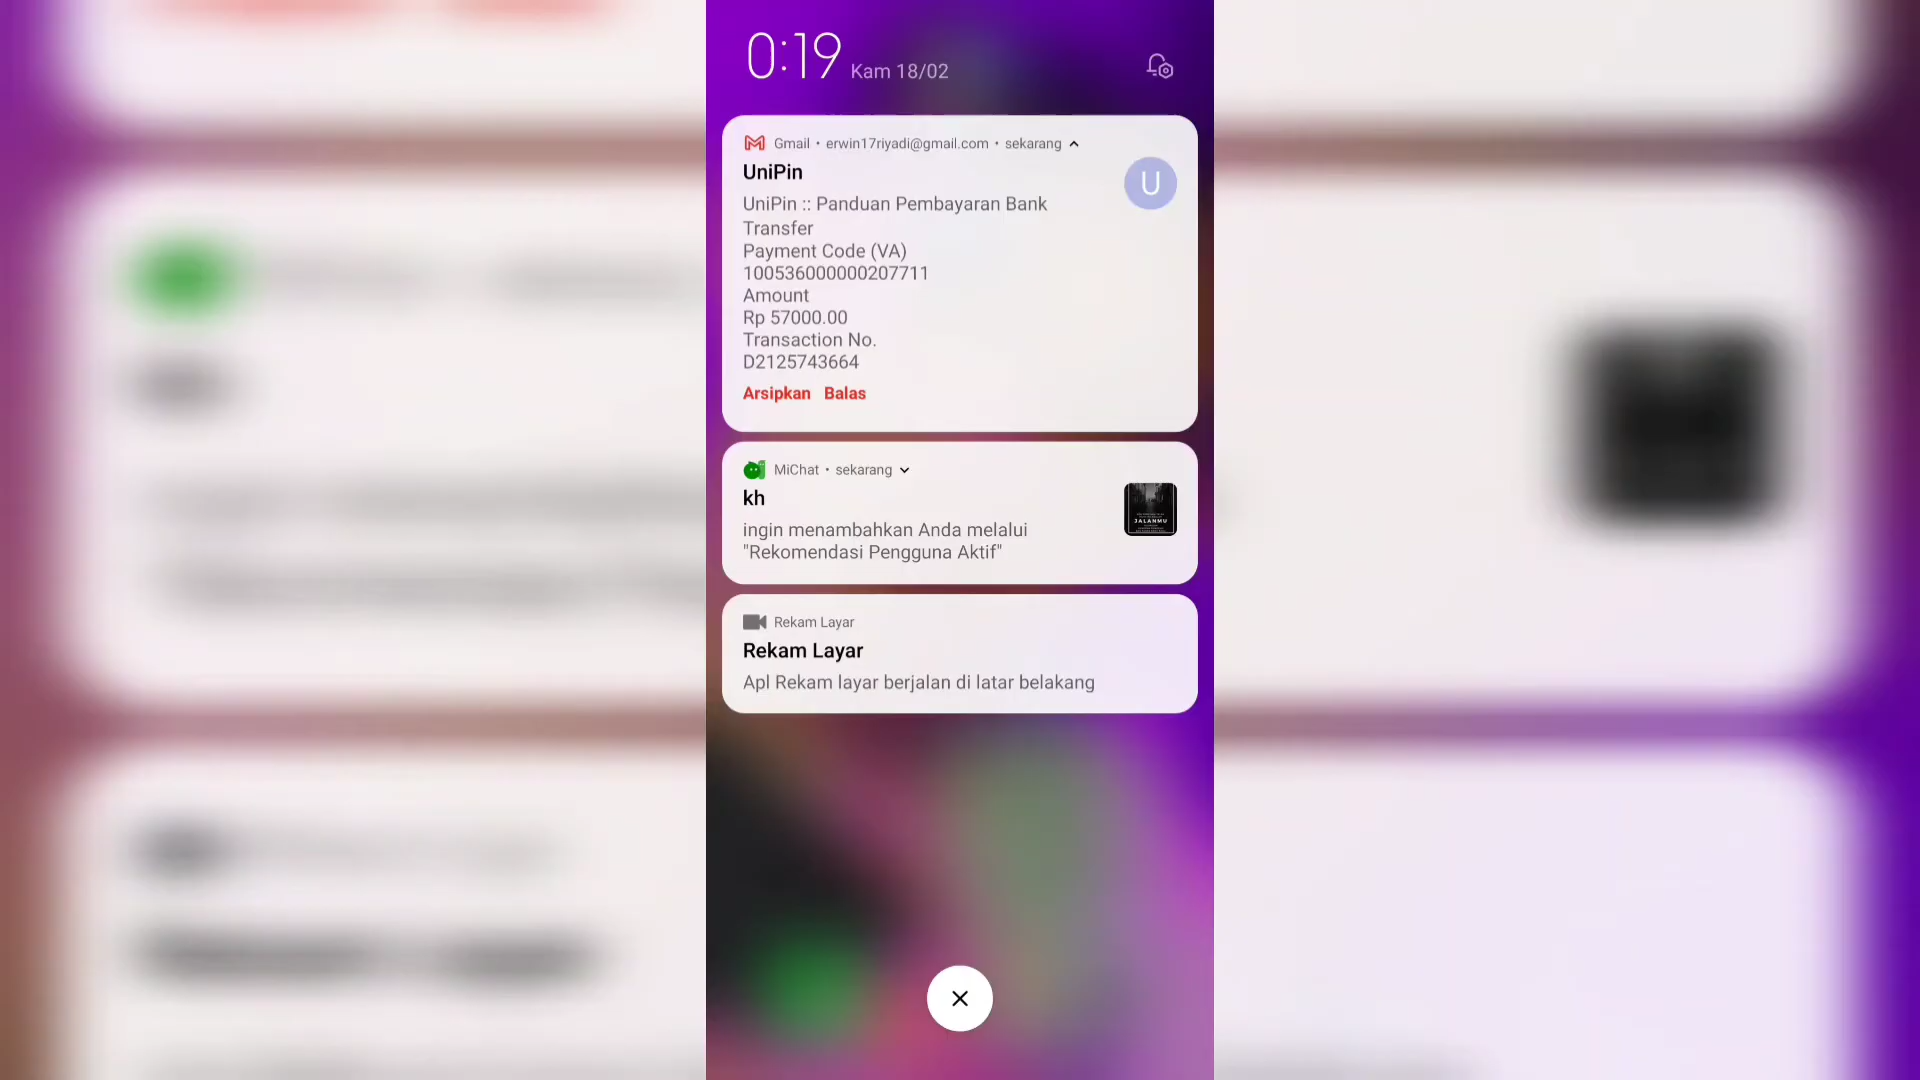 0:19 Kam 18/02
Gmail • erwin17riyadi@gmail.com • sekarang
UniPin
U
UniPin :: Panduan Pembayaran Bank
Transfer
Payment Code (VA)
100536000000207711
Amount
Rp 57000.00
Transaction No.
D2125743664
Arsipkan Balas
MiChat • sekarang
kh
ingin menambahkan Anda melalui
"Rekomendasi Pengguna Aktif"
JALANMU
Rekam Layar
Rekam Layar
Apl Rekam layar berjalan di latar belakang